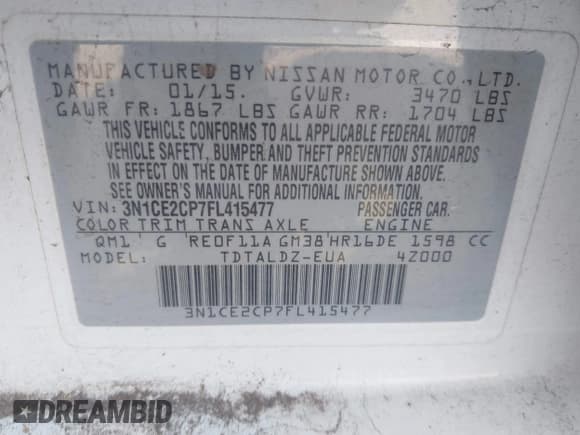 MANUFACTURED BY NISSAN MOTOR CO., LTD.
DATE: 01/15. GVWR: 3470 LBS
GAWR FR: 1867 LBS GAWR RR: 1704 LBS
THIS VEHICLE CONFORMS TO ALL APPLICABLE FEDERAL MOTOR
VEHICLE SAFETY, BUMPER AND THEFT PREVENTION STANDARDS
IN EFFECT ON THE DATE OF MANUFACTURE SHOWN ABOVE.
SEE OWNER'S MANUAL FOR ADDITIONAL INFORMATION.
VIN: 3N1CE2CP7FL415477 PASSENGER CAR.
COLOR TRIM TRANS AXLE ENGINE
QM1 G RE0F11A GM38 HR16DE 1598 CC
MODEL: TDTALDZ-EUA 4Z000
3N1CE2CP7FL415477
DREAMBID